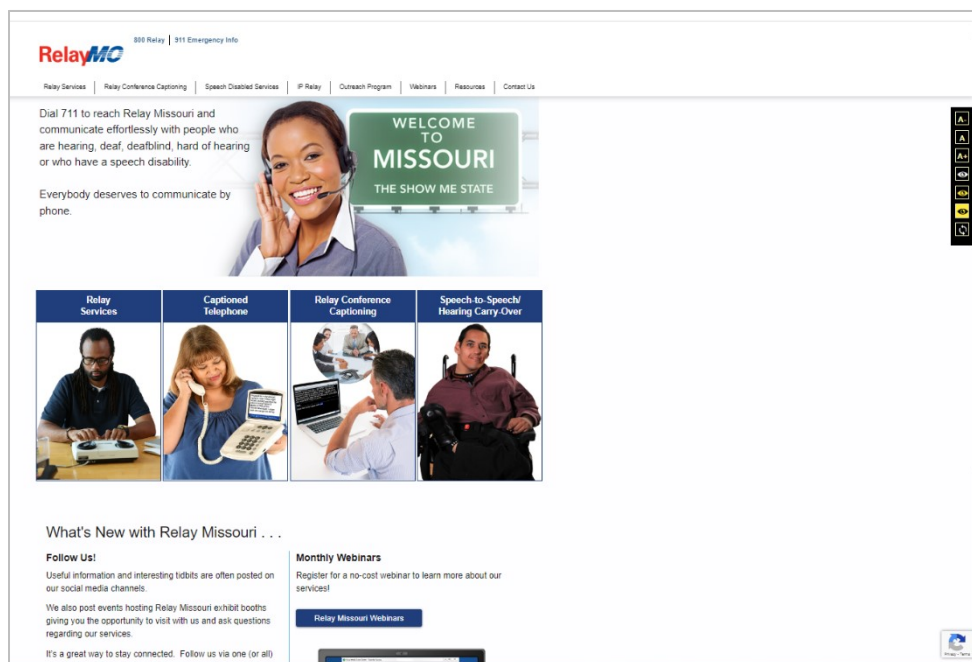 800 Relay | 911 Emergency Info
RelayMO
Relay Services | Relay Conference Captioning | Speech Disabled Services | IP Relay | Outreach Program | Webinars | Resources | Contact Us
Dial 711 to reach Relay Missouri and
communicate effortlessly with people who
are hearing, deaf, deafblind, hard of hearing
or who have a speech disability.
Everybody deserves to communicate by
phone.
WELCOME
TO
MISSOURI
THE SHOW ME STATE
A-
A
A+
Relay
Services
Captioned
Telephone
Relay Conference
Captioning
Speech-to-Speech/
Hearing Carry-Over
What's New with Relay Missouri . . .
Follow Us!
Useful information and interesting tidbits are often posted on
our social media channels.
We also post events hosting Relay Missouri exhibit booths
giving you the opportunity to visit with us and ask questions
regarding our services.
It's a great way to stay connected. Follow us via one (or all)
Monthly Webinars
Register for a no-cost webinar to learn more about our
services!
Relay Missouri Webinars
Privacy - Terms